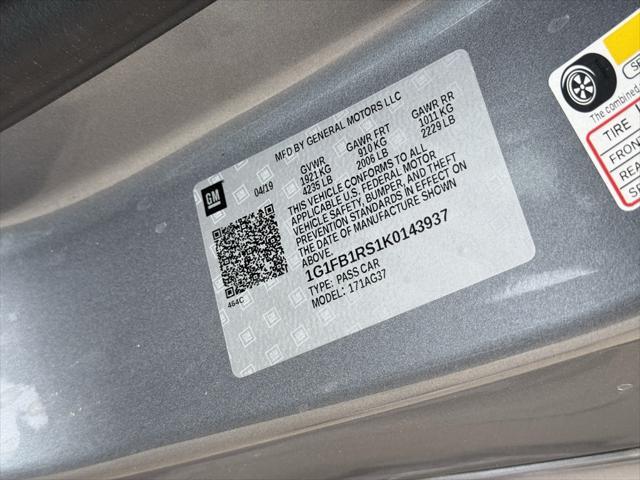 MFD BY GENERAL MOTORS LLC
GM
04/19
GVWR GAWR FRT GAWR RR
1921 KG 910 KG 1011 KG
4235 LB 2006 LB 2229 LB
THIS VEHICLE CONFORMS TO ALL
APPLICABLE U.S. FEDERAL MOTOR
VEHICLE SAFETY, BUMPER, AND THEFT
PREVENTION STANDARDS IN EFFECT ON
THE DATE OF MANUFACTURE SHOWN
ABOVE.
1G1FB1RS1K0143937
TYPE: PASS CAR
MODEL: 171AG37
464C
The combined
TIRE
FRON